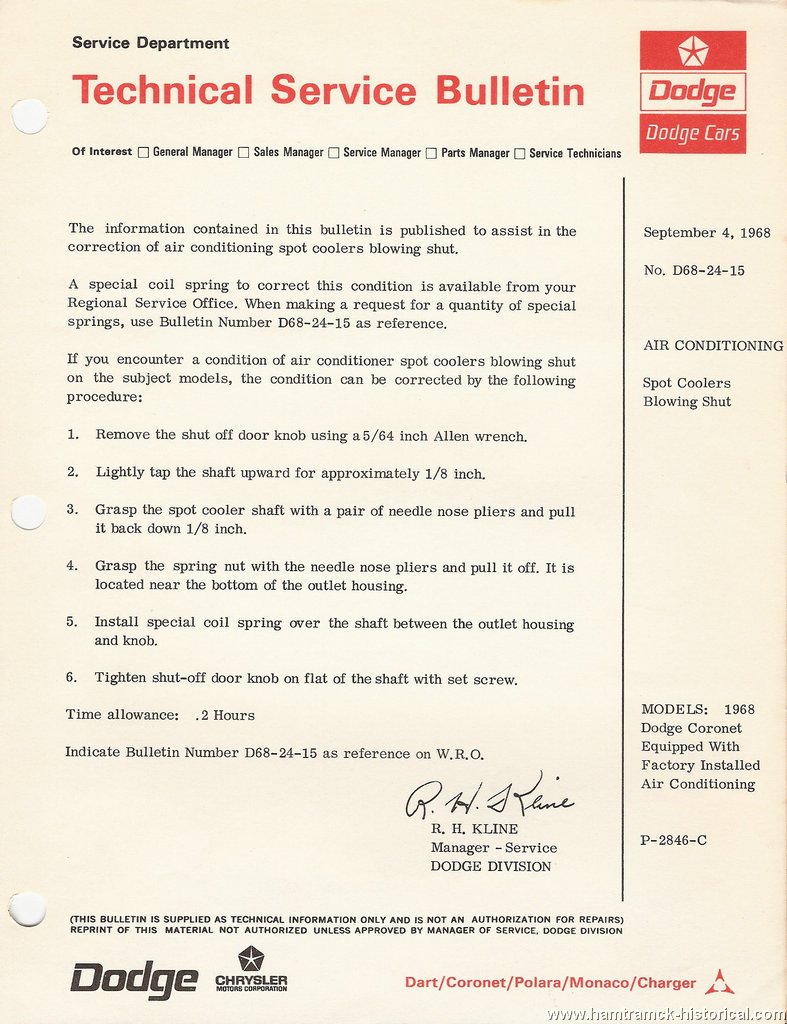 Service Department
Technical Service Bulletin
Dodge
Dodge Cars
Of Interest □ General Manager □ Sales Manager □ Service Manager □ Parts Manager □ Service Technicians
The information contained in this bulletin is published to assist in the
correction of air conditioning spot coolers blowing shut.
A special coil spring to correct this condition is available from your
Regional Service Office. When making a request for a quantity of special
springs, use Bulletin Number D68-24-15 as reference.
If you encounter a condition of air conditioner spot coolers blowing shut
on the subject models, the condition can be corrected by the following
procedure:
1. Remove the shut off door knob using a 5/64 inch Allen wrench.
2. Lightly tap the shaft upward for approximately 1/8 inch.
3. Grasp the spot cooler shaft with a pair of needle nose pliers and pull
it back down 1/8 inch.
4. Grasp the spring nut with the needle nose pliers and pull it off. It is
located near the bottom of the outlet housing.
5. Install special coil spring over the shaft between the outlet housing
and knob.
6. Tighten shut-off door knob on flat of the shaft with set screw.
Time allowance: .2 Hours
Indicate Bulletin Number D68-24-15 as reference on W.R.O.
R. H. Kline
R. H. KLINE
Manager - Service
DODGE DIVISION
September 4, 1968
No. D68-24-15
AIR CONDITIONING
Spot Coolers
Blowing Shut
MODELS: 1968
Dodge Coronet
Equipped With
Factory Installed
Air Conditioning
P-2846-C
(THIS BULLETIN IS SUPPLIED AS TECHNICAL INFORMATION ONLY AND IS NOT AN AUTHORIZATION FOR REPAIRS)
REPRINT OF THIS MATERIAL NOT AUTHORIZED UNLESS APPROVED BY MANAGER OF SERVICE, DODGE DIVISION
Dodge
CHRYSLER
MOTORS CORPORATION
Dart/Coronet/Polara/Monaco/Charger
www.hamtramck-historical.com